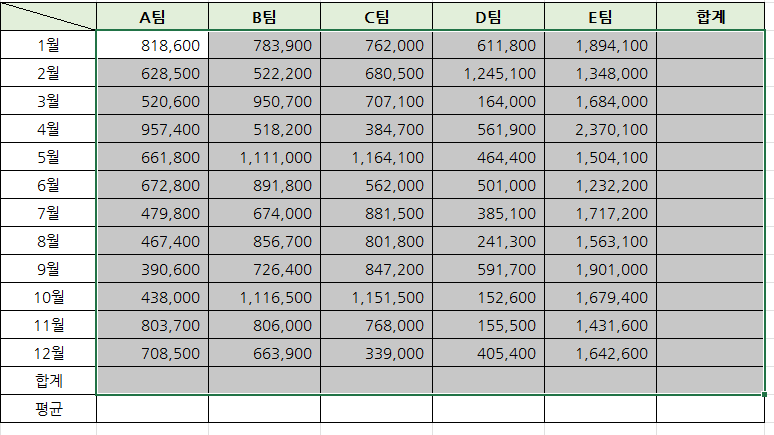 A팀 B팀 C팀 D팀 E팀 합계
1월 818,600 783,900 762,000 611,800 1,894,100
2월 628,500 522,200 680,500 1,245,100 1,348,000
3월 520,600 950,700 707,100 164,000 1,684,000
4월 957,400 518,200 384,700 561,900 2,370,100
5월 661,800 1,111,000 1,164,100 464,400 1,504,100
6월 672,800 891,800 562,000 501,000 1,232,200
7월 479,800 674,000 881,500 385,100 1,717,200
8월 467,400 856,700 801,800 241,300 1,563,100
9월 390,600 726,400 847,200 591,700 1,901,000
10월 438,000 1,116,500 1,151,500 152,600 1,679,400
11월 803,700 806,000 768,000 155,500 1,431,600
12월 708,500 663,900 339,000 405,400 1,642,600
합계
평균